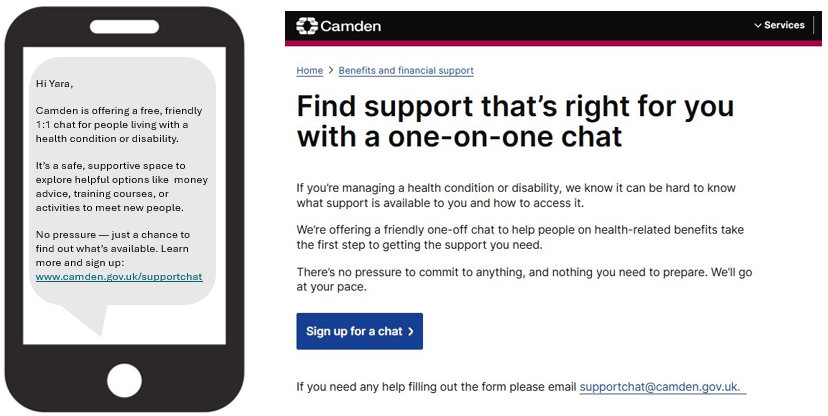 Hi Yara,
Camden is offering a free, friendly
1:1 chat for people living with a
health condition or disability.
It's a safe, supportive space to
explore helpful options like  money
advice, training courses, or
activities to meet new people.
No pressure — just a chance to
find out what's available. Learn
more and sign up:
www.camden.gov.uk/supportchat
Camden
Services
Home > Benefits and financial support
Find support that's right for you
with a one-on-one chat
If you're managing a health condition or disability, we know it can be hard to know
what support is available to you and how to access it.
We're offering a friendly one-off chat to help people on health-related benefits take
the first step to getting the support you need.
There's no pressure to commit to anything, and nothing you need to prepare. We'll go
at your pace.
Sign up for a chat >
If you need any help filling out the form please email supportchat@camden.gov.uk.